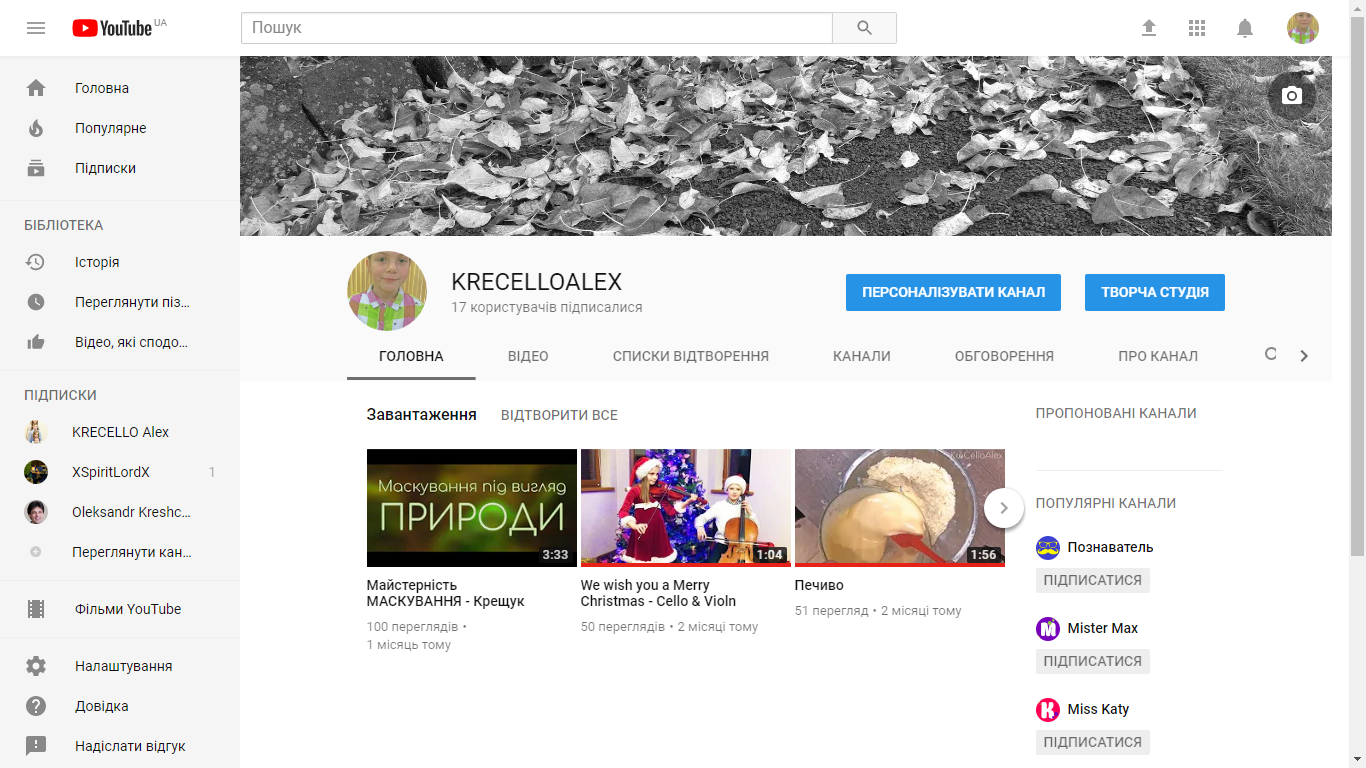 YouTube UA
Пошук
Головна
Популярне
Підписки
БІБЛІОТЕКА
Історія
Переглянути піз...
Відео, які сподо...
ПІДПИСКИ
KRECELLO Alex
XSpiritLordX 1
Oleksandr Kreshc...
Переглянути кан...
Фільми YouTube
Налаштування
Довідка
Надіслати відгук
KRECELLOALEX
17 користувачів підписалися
ПЕРСОНАЛІЗУВАТИ КАНАЛ
ТВОРЧА СТУДІЯ
ГОЛОВНА ВІДЕО СПИСКИ ВІДТВОРЕННЯ КАНАЛИ ОБГОВОРЕННЯ ПРО КАНАЛ
Завантаження ВІДТВОРИТИ ВСЕ
Маскування під вигляд
ПРИРОДИ
3:33
Майстерність
МАСКУВАННЯ - Крещук
100 переглядів •
1 місяць тому
1:04
We wish you a Merry
Christmas - Cello & Violn
50 переглядів • 2 місяці тому
KreCelloAlex
1:56
Печиво
51 перегляд • 2 місяці тому
ПРОПОНОВАНІ КАНАЛИ
ПОПУЛЯРНІ КАНАЛИ
Познаватель
ПІДПИСАТИСЯ
Mister Max
ПІДПИСАТИСЯ
Miss Katy
ПІДПИСАТИСЯ